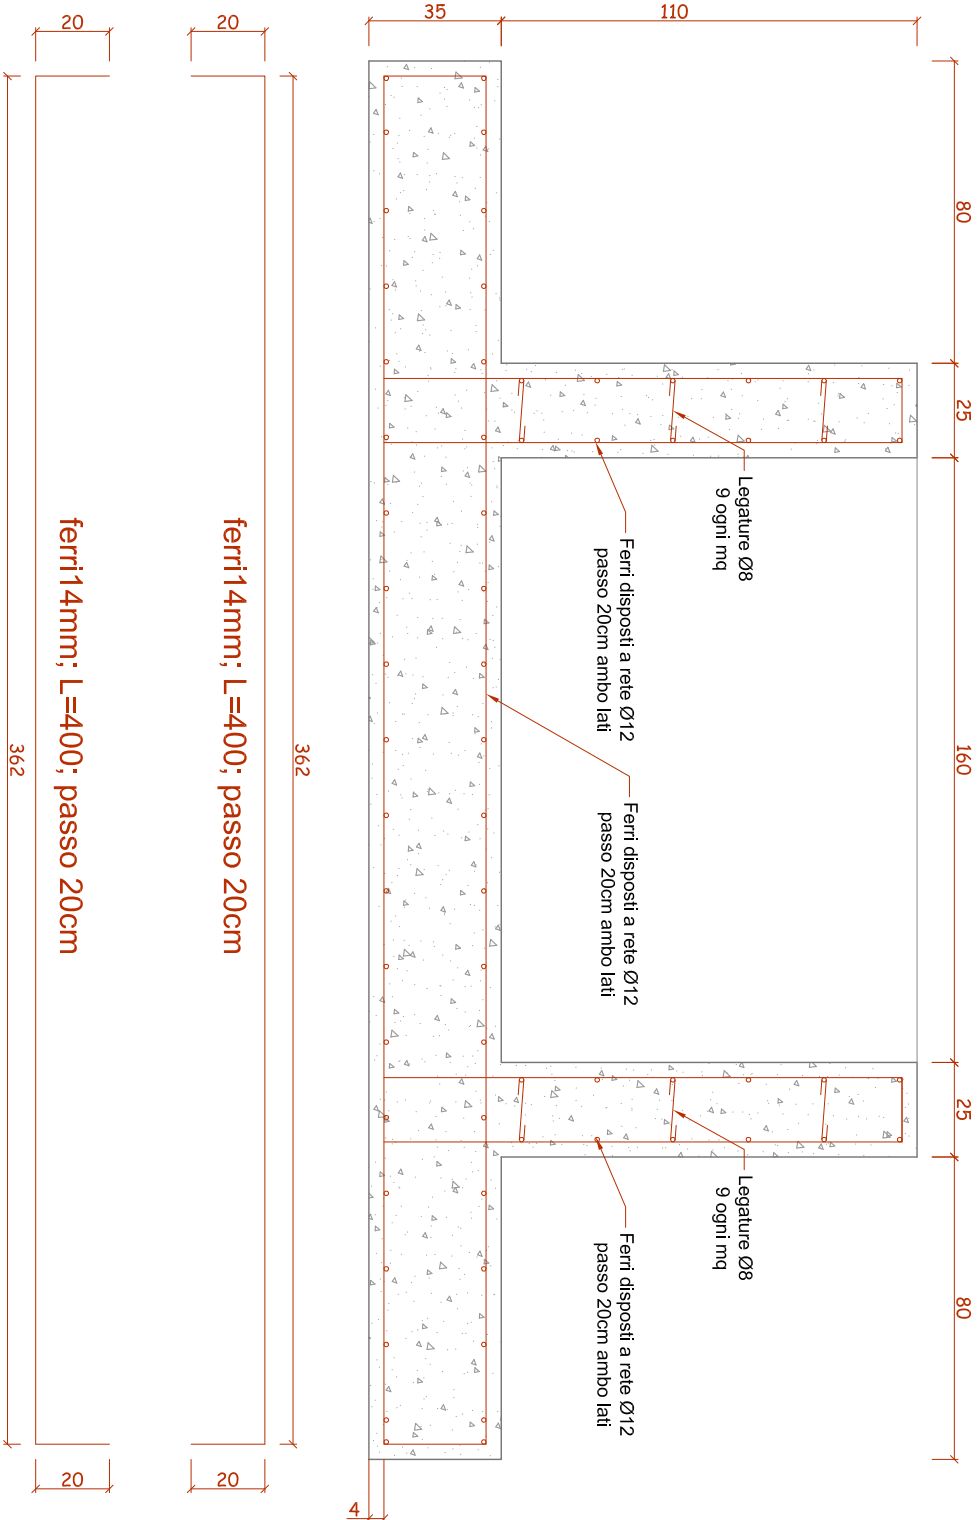 80
25
160
25
80
110
35
Legature Ø8
9 ogni mq
Ferri disposti a rete Ø12
passo 20cm ambo lati
Ferri disposti a rete Ø12
passo 20cm ambo lati
Legature Ø8
9 ogni mq
Ferri disposti a rete Ø12
passo 20cm ambo lati
4
362
20
20
ferri14mm; L=400; passo 20cm
20
20
ferri14mm; L=400; passo 20cm
362